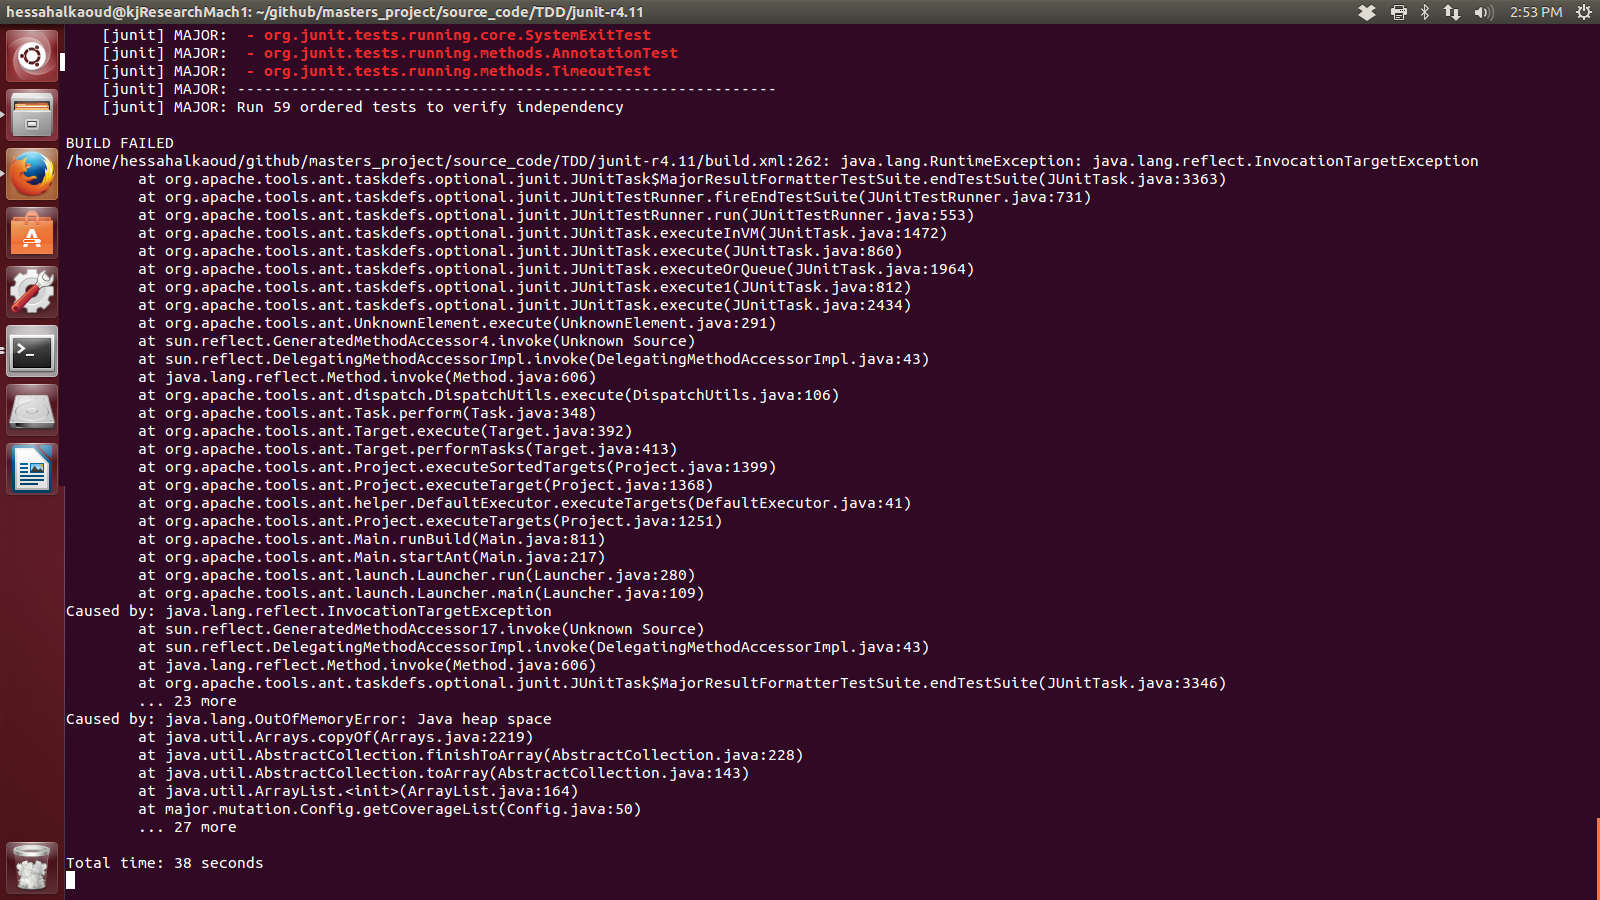 hessahalkaoud@kjResearchMach1: ~/github/masters_project/source_code/TDD/junit-r4.11
2:53 PM
[junit] MAJOR:  - org.junit.tests.running.core.SystemExitTest
[junit] MAJOR:  - org.junit.tests.running.methods.AnnotationTest
[junit] MAJOR:  - org.junit.tests.running.methods.TimeoutTest
[junit] MAJOR: ------------------------------------------------------------
[junit] MAJOR: Run 59 ordered tests to verify independency
BUILD FAILED
/home/hessahalkaoud/github/masters_project/source_code/TDD/junit-r4.11/build.xml:262: java.lang.RuntimeException: java.lang.reflect.InvocationTargetException
at org.apache.tools.ant.taskdefs.optional.junit.JUnitTask$MajorResultFormatterTestSuite.endTestSuite(JUnitTask.java:3363)
at org.apache.tools.ant.taskdefs.optional.junit.JUnitTestRunner.fireEndTestSuite(JUnitTestRunner.java:731)
at org.apache.tools.ant.taskdefs.optional.junit.JUnitTestRunner.run(JUnitTestRunner.java:553)
at org.apache.tools.ant.taskdefs.optional.junit.JUnitTask.executeInVM(JUnitTask.java:1472)
at org.apache.tools.ant.taskdefs.optional.junit.JUnitTask.execute(JUnitTask.java:860)
at org.apache.tools.ant.taskdefs.optional.junit.JUnitTask.executeOrQueue(JUnitTask.java:1964)
at org.apache.tools.ant.taskdefs.optional.junit.JUnitTask.execute1(JUnitTask.java:812)
at org.apache.tools.ant.taskdefs.optional.junit.JUnitTask.execute(JUnitTask.java:2434)
at org.apache.tools.ant.UnknownElement.execute(UnknownElement.java:291)
at sun.reflect.GeneratedMethodAccessor4.invoke(Unknown Source)
at sun.reflect.DelegatingMethodAccessorImpl.invoke(DelegatingMethodAccessorImpl.java:43)
at java.lang.reflect.Method.invoke(Method.java:606)
at org.apache.tools.ant.dispatch.DispatchUtils.execute(DispatchUtils.java:106)
at org.apache.tools.ant.Task.perform(Task.java:348)
at org.apache.tools.ant.Target.execute(Target.java:392)
at org.apache.tools.ant.Target.performTasks(Target.java:413)
at org.apache.tools.ant.Project.executeSortedTargets(Project.java:1399)
at org.apache.tools.ant.Project.executeTarget(Project.java:1368)
at org.apache.tools.ant.helper.DefaultExecutor.executeTargets(DefaultExecutor.java:41)
at org.apache.tools.ant.Project.executeTargets(Project.java:1251)
at org.apache.tools.ant.Main.runBuild(Main.java:811)
at org.apache.tools.ant.Main.startAnt(Main.java:217)
at org.apache.tools.ant.launch.Launcher.run(Launcher.java:280)
at org.apache.tools.ant.launch.Launcher.main(Launcher.java:109)
Caused by: java.lang.reflect.InvocationTargetException
at sun.reflect.GeneratedMethodAccessor17.invoke(Unknown Source)
at sun.reflect.DelegatingMethodAccessorImpl.invoke(DelegatingMethodAccessorImpl.java:43)
at java.lang.reflect.Method.invoke(Method.java:606)
at org.apache.tools.ant.taskdefs.optional.junit.JUnitTask$MajorResultFormatterTestSuite.endTestSuite(JUnitTask.java:3346)
... 23 more
Caused by: java.lang.OutOfMemoryError: Java heap space
at java.util.Arrays.copyOf(Arrays.java:2219)
at java.util.AbstractCollection.finishToArray(AbstractCollection.java:228)
at java.util.AbstractCollection.toArray(AbstractCollection.java:143)
at java.util.ArrayList.<init>(ArrayList.java:164)
at major.mutation.Config.getCoverageList(Config.java:50)
... 27 more
Total time: 38 seconds